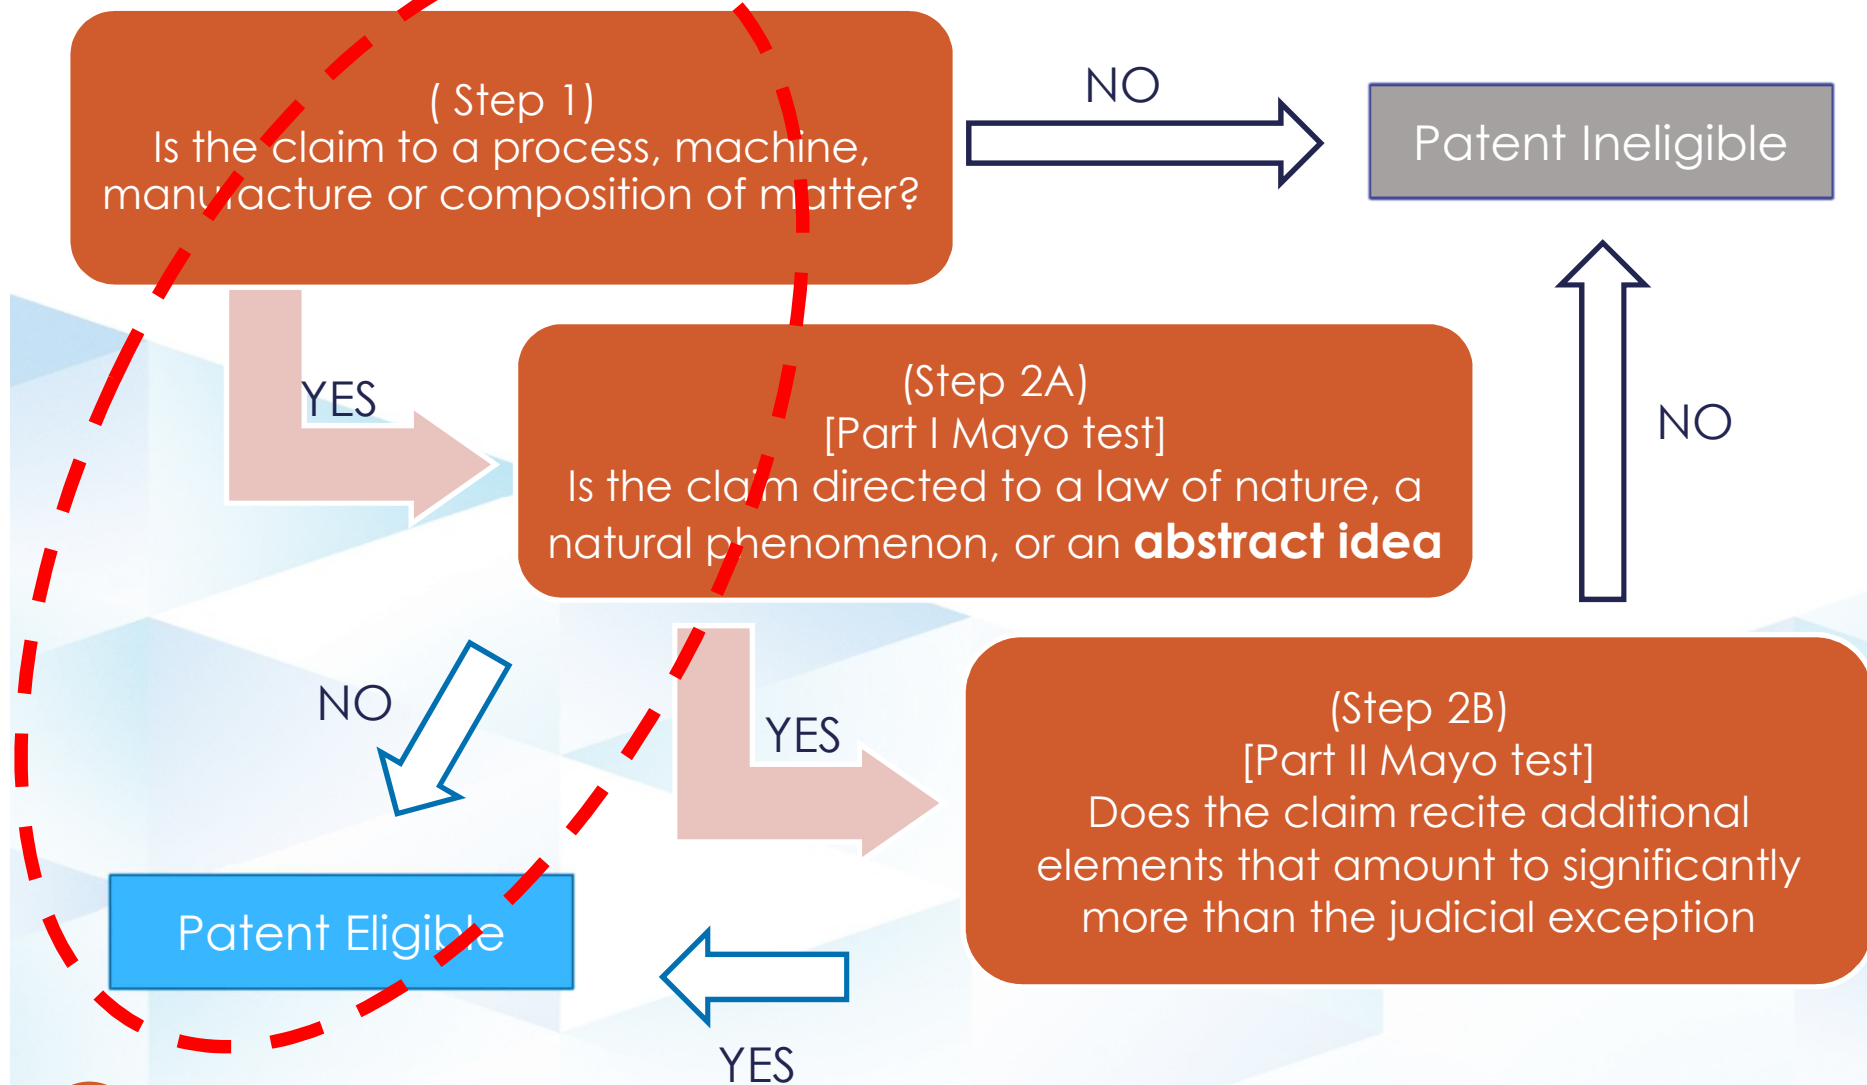 ( Step 1)
Is the claim to a process, machine,
manufacture or composition of matter?
NO
Patent Ineligible
YES
(Step 2A)
[Part I Mayo test]
Is the claim directed to a law of nature, a
natural phenomenon, or an abstract idea
NO
NO
YES
(Step 2B)
[Part II Mayo test]
Does the claim recite additional
elements that amount to significantly
more than the judicial exception
Patent Eligible
YES